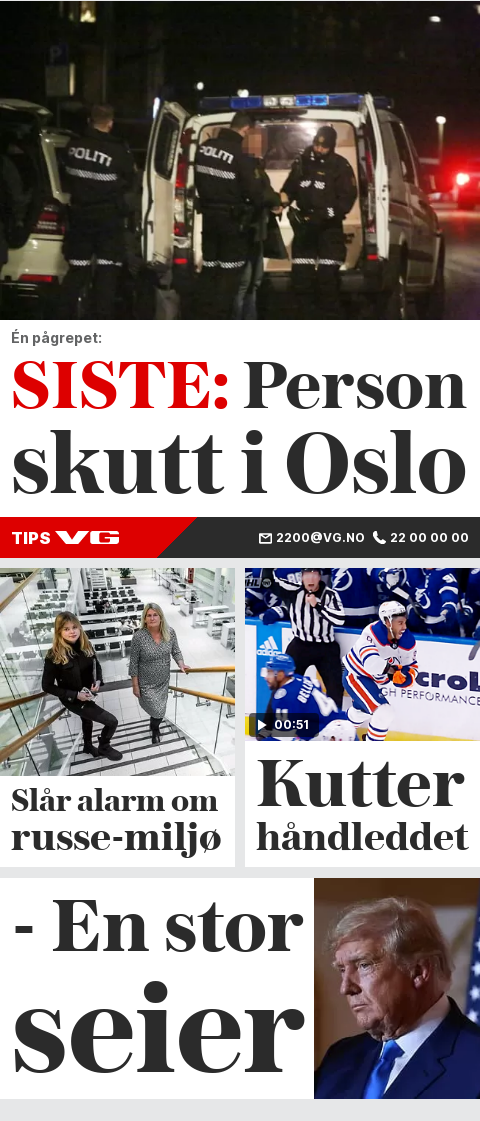 POLITI
POLITI
Én pågrepet:
SISTE: Person
skutt i Oslo
TIPS VG
2200@VG.NO
22 00 00 00
00:51
Slår alarm om
russe-miljø
Kutter
håndleddet
- En stor
seier